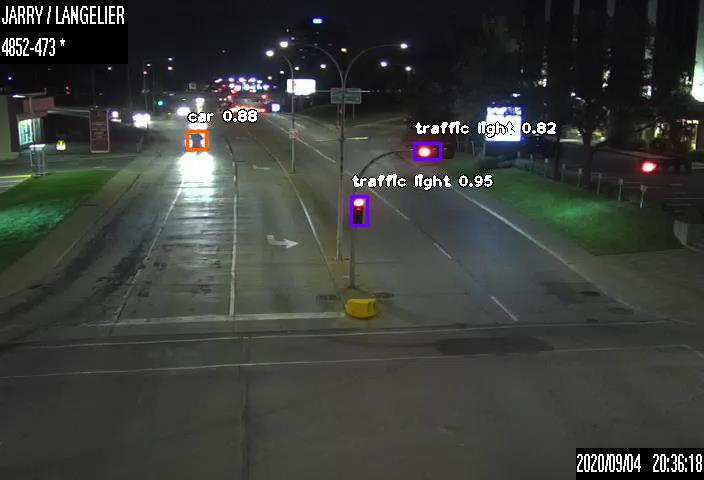 JARRY / LANGELIER
4852-473 *
car 0.88
traffic light 0.82
traffic light 0.95
2020/09/04 20:36:18